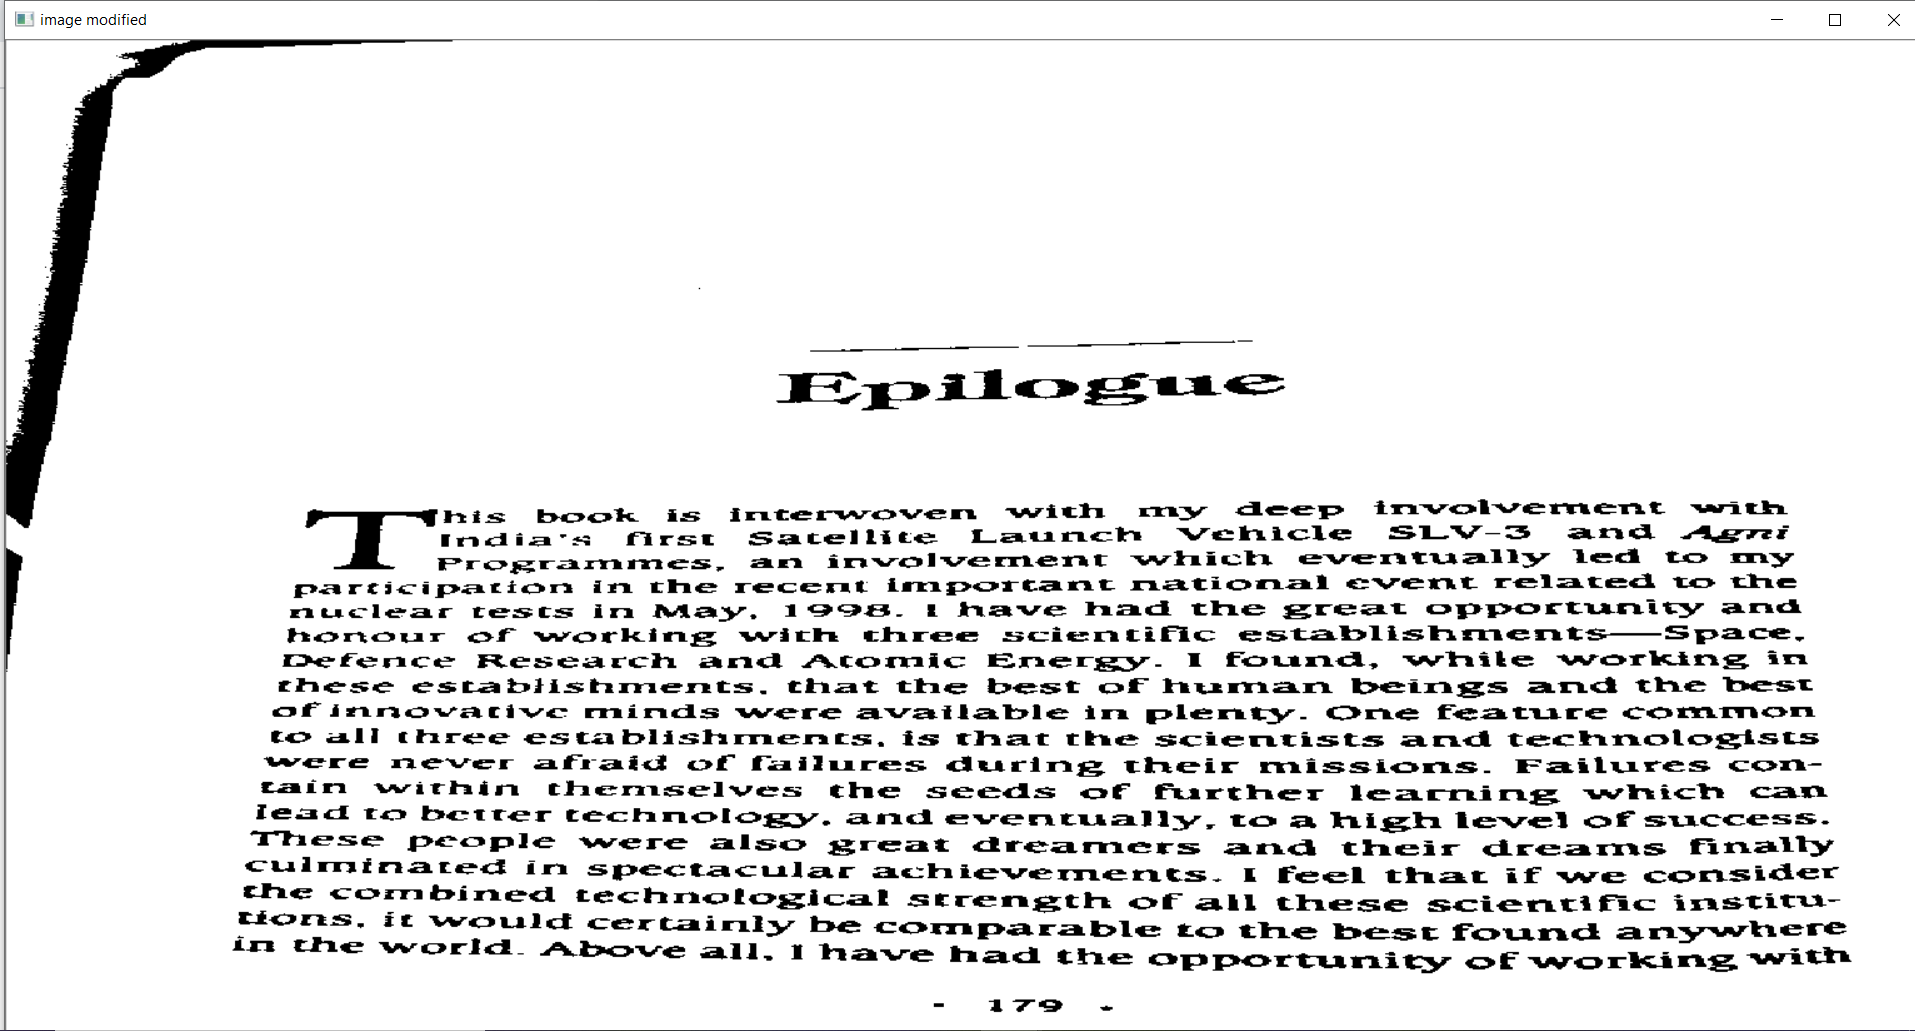 image modified
Epilogue
This book is interwoven with my deep involvement with
India's first Satellite Launch Vehicle SLV-3 and Agni
Programmes, an involvement which eventually led to my
participation in the recent important national event related to the
nuclear tests in May, 1998. I have had the great opportunity and
honour of working with three scientific establishments—Space,
Defence Research and Atomic Energy. I found, while working in
these establishments, that the best of human beings and the best
of innovative minds were available in plenty. One feature common
to all three establishments, is that the scientists and technologists
were never afraid of failures during their missions. Failures con-
tain within themselves the seeds of further learning which can
lead to better technology, and eventually, to a high level of success.
These people were also great dreamers and their dreams finally
culminated in spectacular achievements. I feel that if we consider
the combined technological strength of all these scientific institu-
tions, it would certainly be comparable to the best found anywhere
in the world. Above all, I have had the opportunity of working with
- 179 -